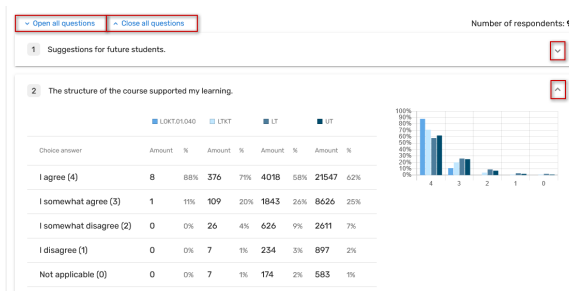 Open all questions Close all questions Number of respondents: 9
1 Suggestions for future students.
2 The structure of the course supported my learning.
LOKT.01.040 LTKT LT UT
Choice answer Amount % Amount % Amount % Amount %
I agree (4) 8 88% 376 71% 4018 58% 21547 62%
I somewhat agree (3) 1 11% 109 20% 1843 26% 8626 25%
I somewhat disagree (2) 0 0% 26 4% 626 9% 2611 7%
I disagree (1) 0 0% 7 1% 234 3% 897 2%
Not applicable (0) 0 0% 7 1% 174 2% 583 1%
100%
90%
80%
70%
60%
50%
40%
30%
20%
10%
0%
4 3 2 1 0